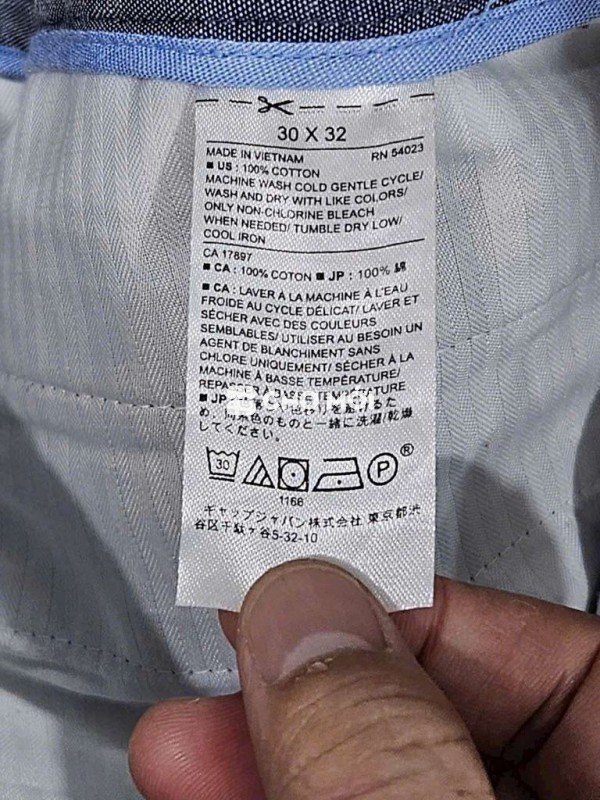 30 X 32
MADE IN VIETNAM RN 54023
■ US : 100% COTTON
MACHINE WASH COLD GENTLE CYCLE/
WASH AND DRY WITH LIKE COLORS/
ONLY NON-CHLORINE BLEACH
WHEN NEEDED/ TUMBLE DRY LOW/
COOL IRON
CA 17897
■ CA : 100% COTON ■ JP : 100% 綿
■ CA : LAVER À LA MACHINE À L'EAU
FROIDE AU CYCLE DÉLICAT/ LAVER ET
SÉCHER AVEC DES COULEURS
SEMBLABLES/ UTILISER AU BESOIN UN
AGENT DE BLANCHIMENT SANS
CHLORE UNIQUEMENT/ SÉCHER À LA
MACHINE À BASSE TEMPÉRATURE/
■ JP
め、同系色のものと一緒に洗濯/乾燥
してください。
30 P ®
1168
ギャップジャパン株式会社 東京都渋
谷区千駄ヶ谷5-32-10